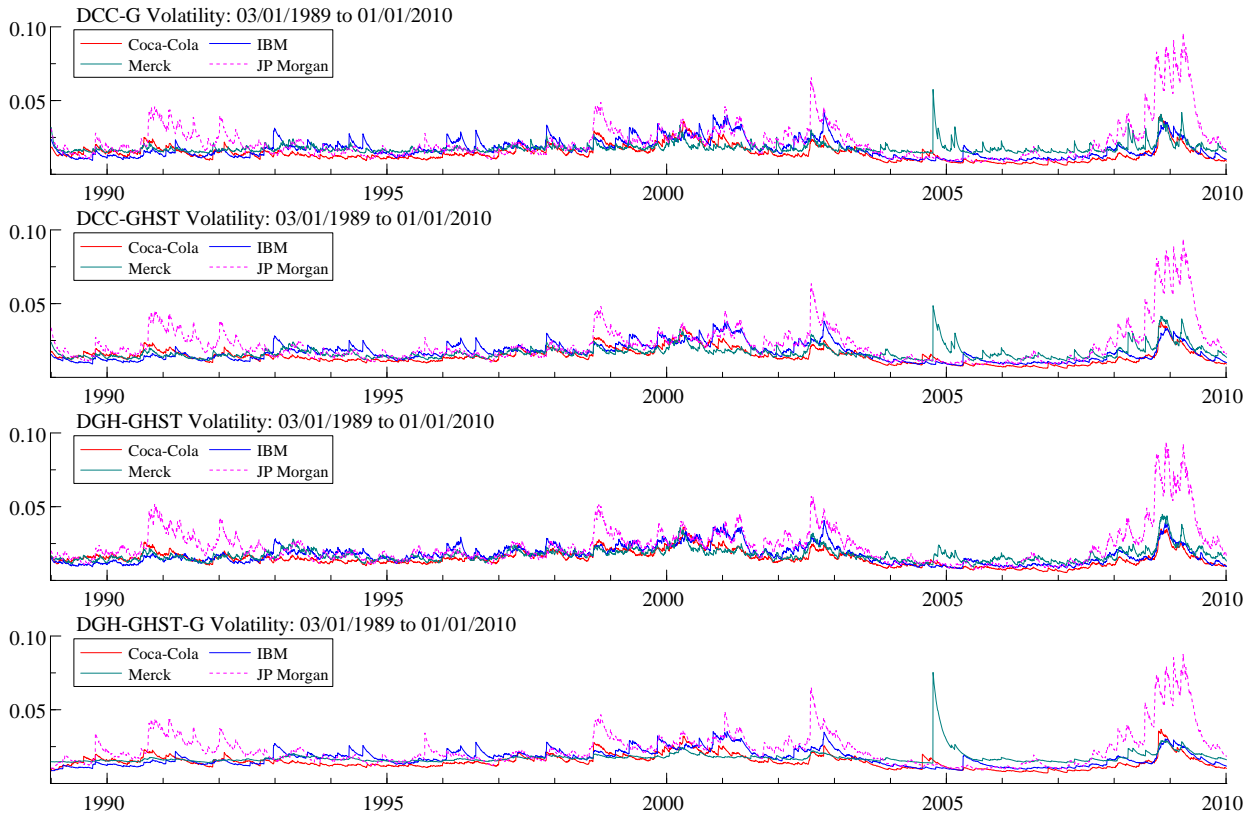 DCC-G Volatility: 03/01/1989 to 01/01/2010
0.10
Coca-Cola IBM
Merck JP Morgan
0.05
1990 1995 2000 2005 2010
DCC-GHST Volatility: 03/01/1989 to 01/01/2010
0.10
Coca-Cola IBM
Merck JP Morgan
0.05
1990 1995 2000 2005 2010
DGH-GHST Volatility: 03/01/1989 to 01/01/2010
0.10
Coca-Cola IBM
Merck JP Morgan
0.05
1990 1995 2000 2005 2010
DGH-GHST-G Volatility: 03/01/1989 to 01/01/2010
0.10
Coca-Cola IBM
Merck JP Morgan
0.05
1990 1995 2000 2005 2010